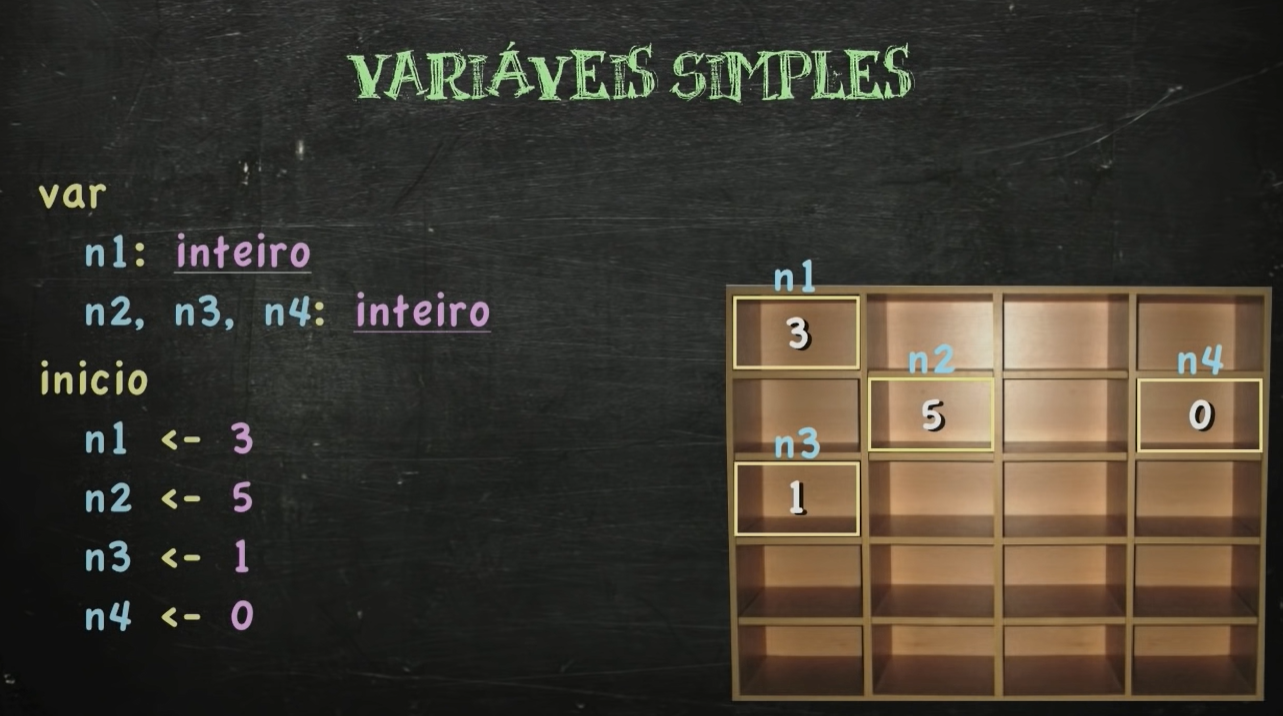 VARIÁVEIS SIMPLES
var
n1: inteiro
n2, n3, n4: inteiro
inicio
n1 <- 3
n2 <- 5
n3 <- 1
n4 <- 0
n1
3
n2
n4
5
0
n3
1